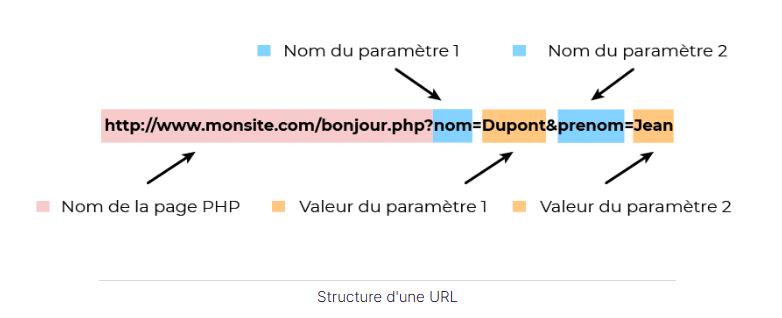 Nom du paramètre 1 Nom du paramètre 2
http://www.monsite.com/bonjour.php?nom=Dupont&prenom=Jean
Nom de la page PHP Valeur du paramètre 1 Valeur du paramètre 2
Structure d'une URL